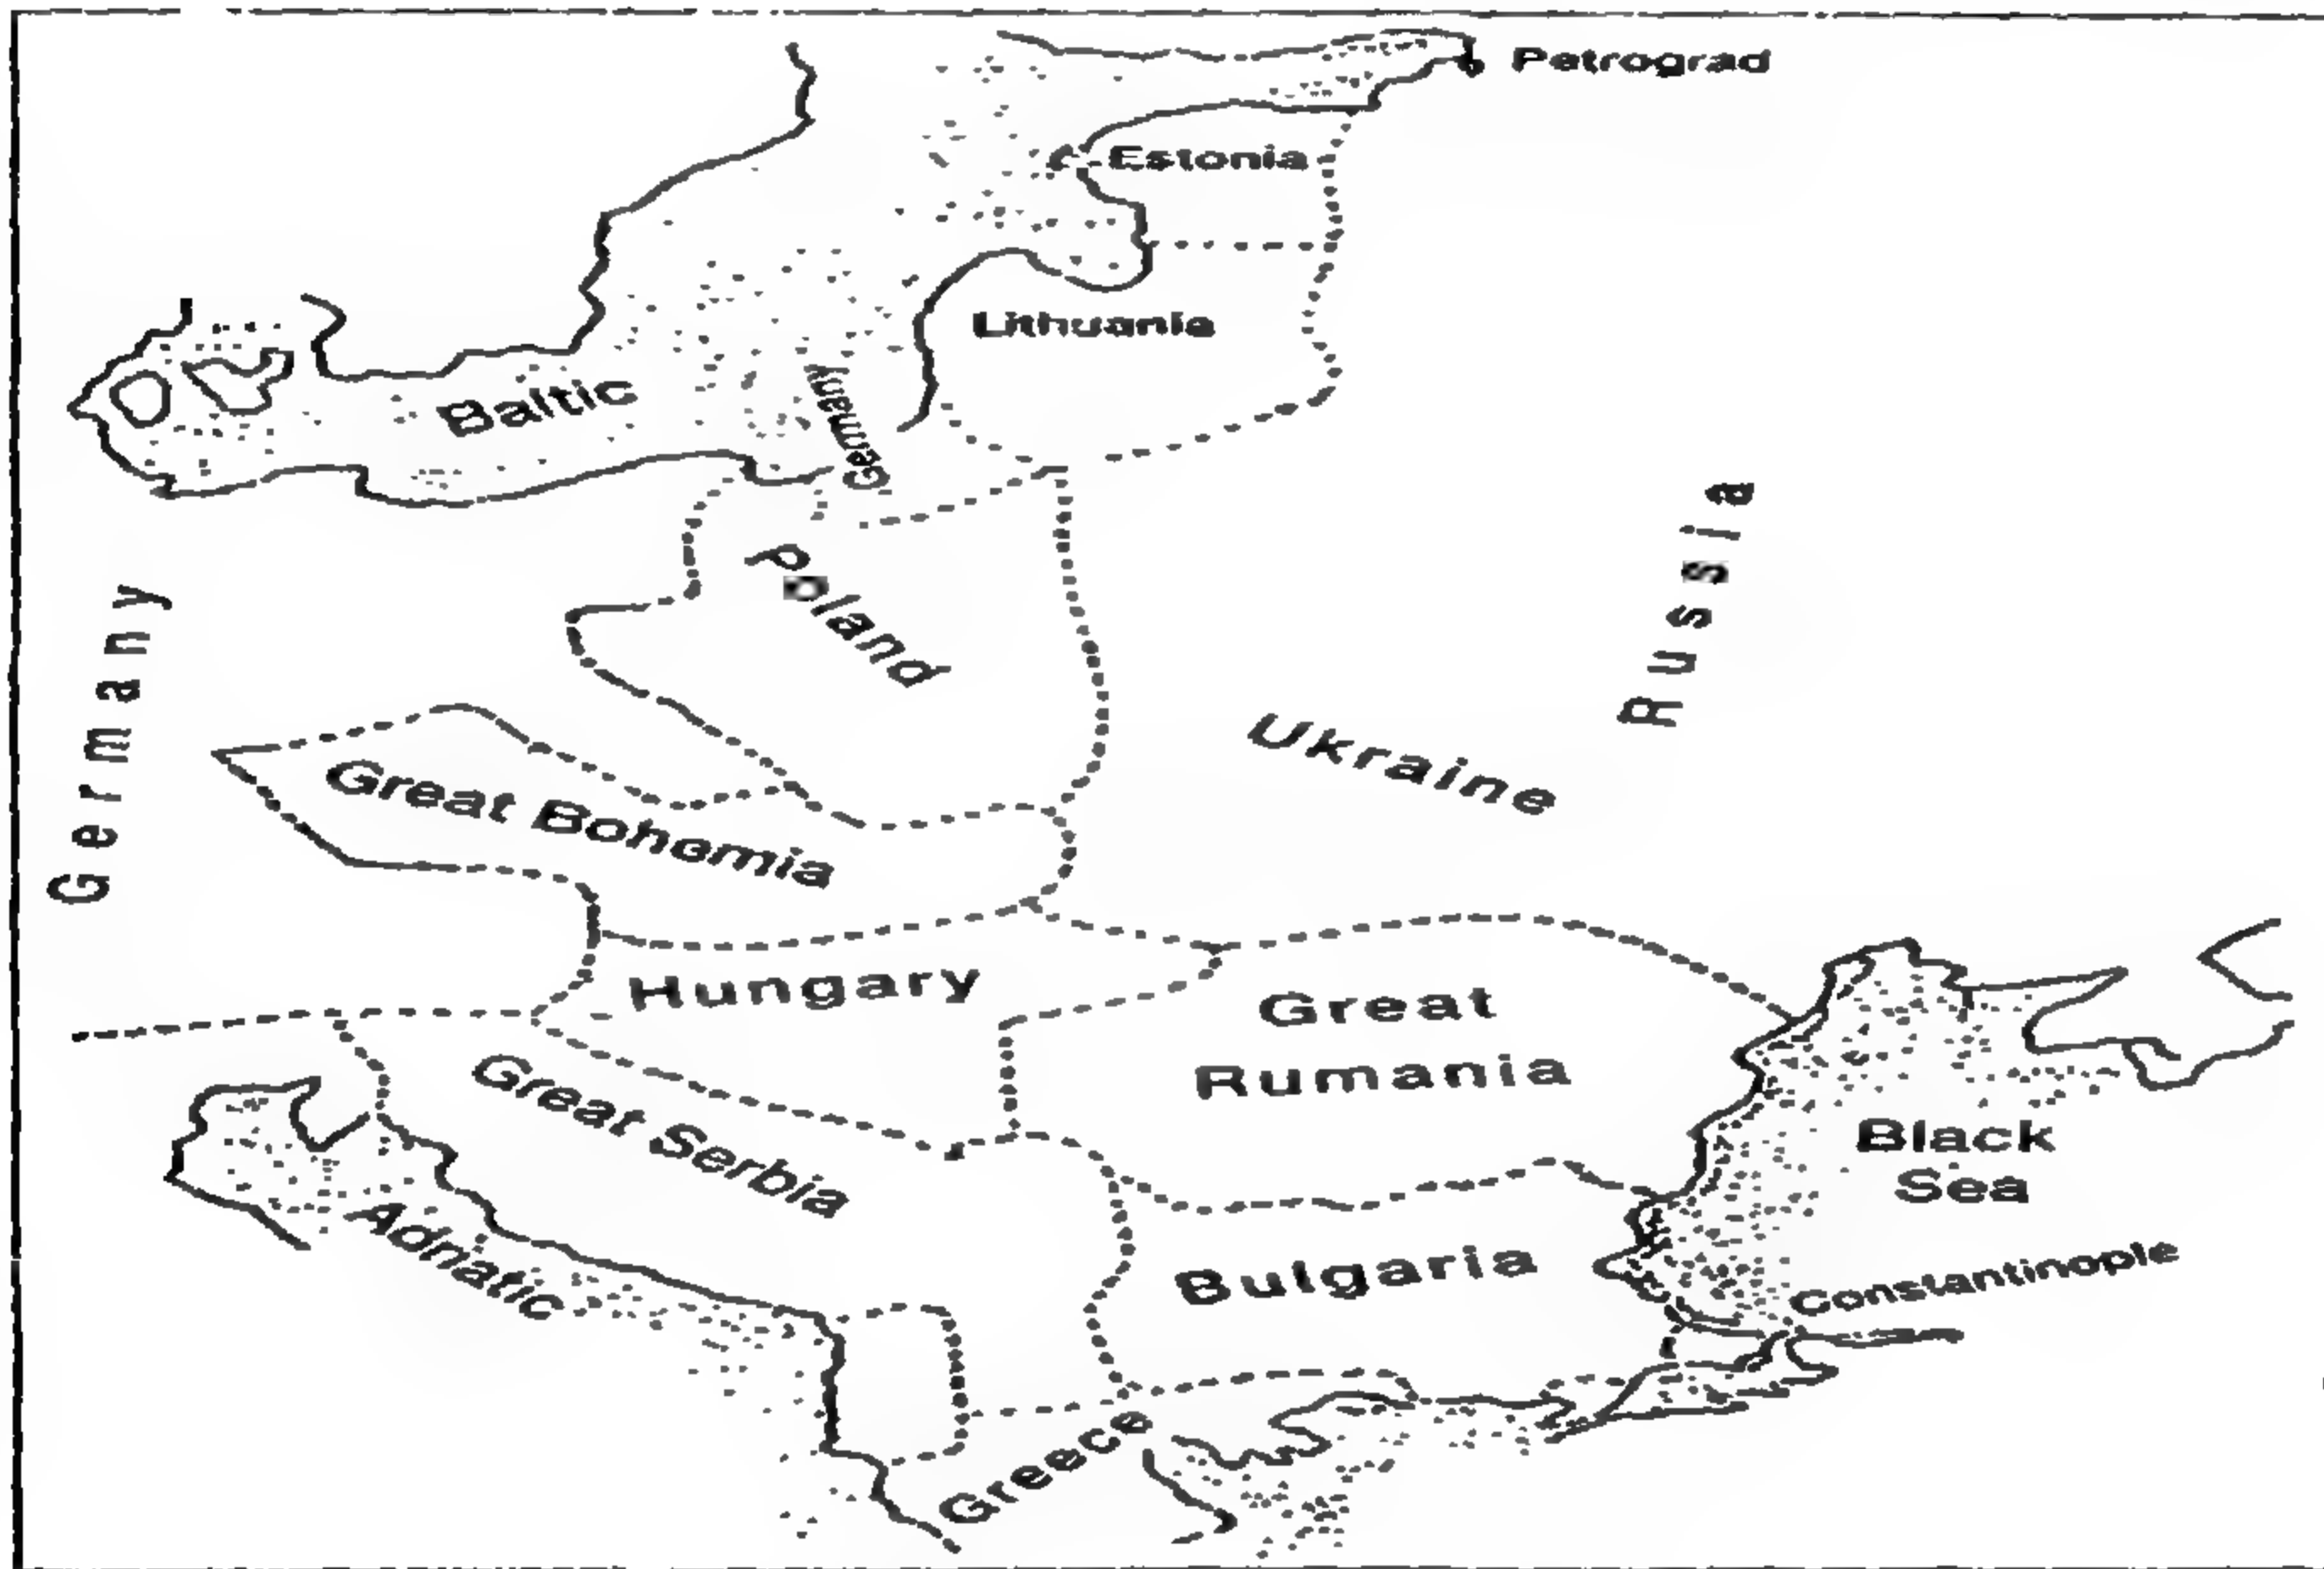 Petrograd
Estonia
Lithuania
Baltic
Germany
Poland
Russia
Germany
Ukraine
Great Bohemia
Hungary
Great
Rumania
Great Serbia
Black
Sea
Adriatic
Bulgaria
Constantinople
Greece